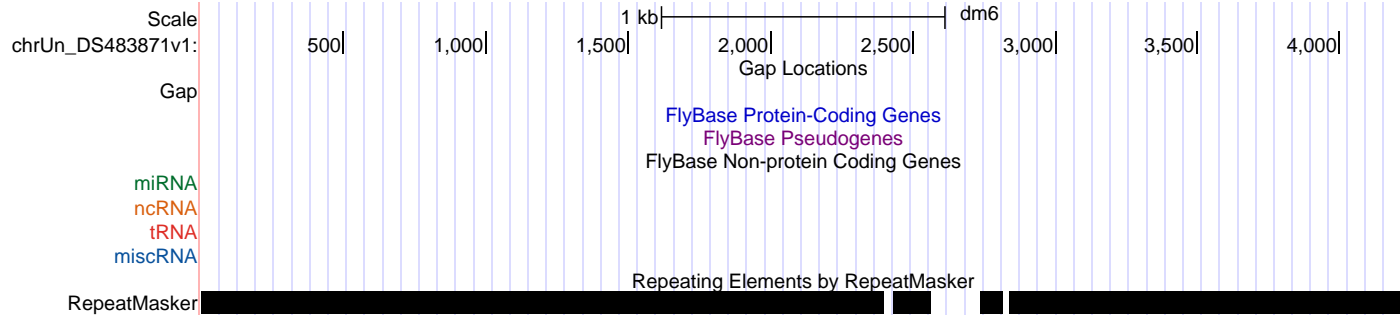 Scale 1 kb dm6
chrUn_DS483871v1: 500 1,000 1,500 2,000 2,500 3,000 3,500 4,000
Gap Locations
Gap
FlyBase Protein-Coding Genes
FlyBase Pseudogenes
FlyBase Non-protein Coding Genes
miRNA
ncRNA
tRNA
miscRNA
Repeating Elements by RepeatMasker
RepeatMasker